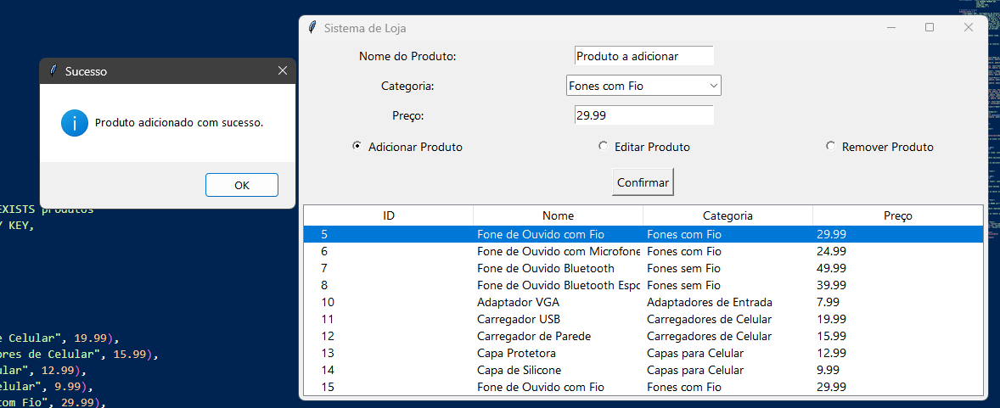 Sistema de Loja
Nome do Produto: Produto a adicionar
Categoria: Fones com Fio
Preço: 29.99
Adicionar Produto Editar Produto Remover Produto
Confirmar
ID Nome Categoria Preço
5 Fone de Ouvido com Fio Fones com Fio 29.99
6 Fone de Ouvido com Microfone Fones com Fio 24.99
7 Fone de Ouvido Bluetooth Fones sem Fio 49.99
8 Fone de Ouvido Bluetooth Espo Fones sem Fio 39.99
10 Adaptador VGA Adaptadores de Entrada 7.99
11 Carregador USB Carregadores de Celular 19.99
12 Carregador de Parede Carregadores de Celular 15.99
13 Capa Protetora Capas para Celular 12.99
14 Capa de Silicone Capas para Celular 9.99
15 Fone de Ouvido com Fio Fones com Fio 29.99
Sucesso
Produto adicionado com sucesso.
OK
EXISTS produtos
Y KEY,
e Celular", 19.99),
ores de Celular", 15.99),
ular", 12.99),
elular", 9.99),
com Fio", 29.99),